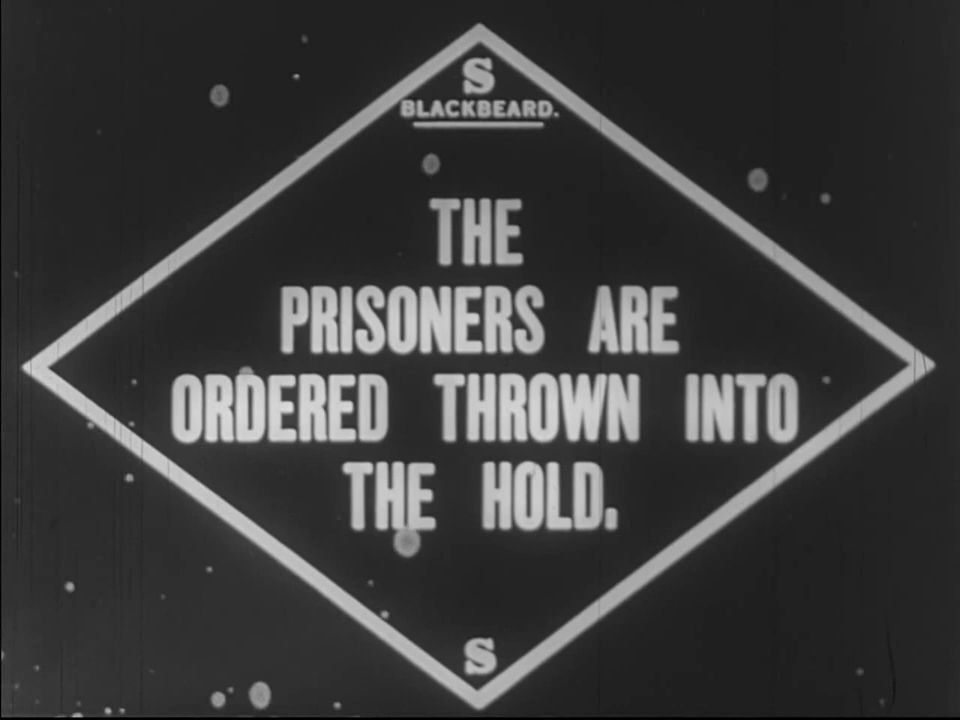 S
BLACKBEARD.
THE
PRISONERS ARE
ORDERED THROWN INTO
THE HOLD.
S